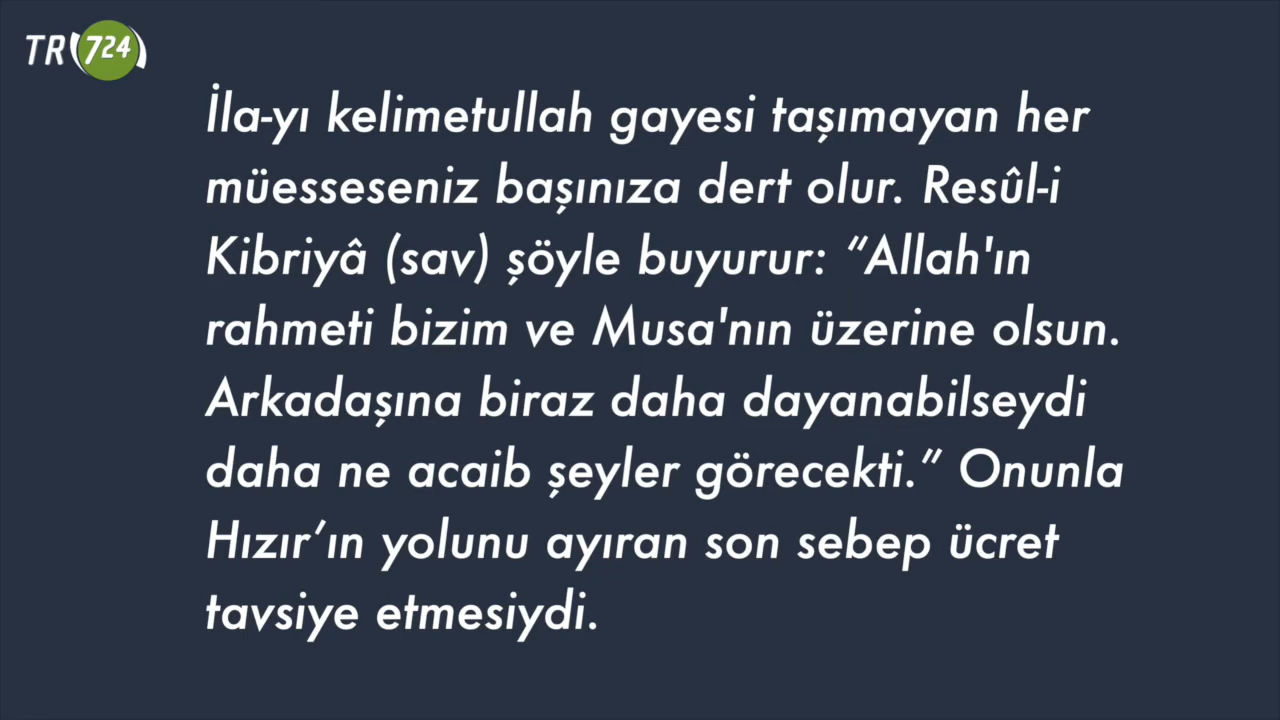 TR 724
İla-yı kelimetullah gayesi taşımayan her
müesseseniz başınıza dert olur. Resûl-i
Kibriyâ (sav) şöyle buyurur: “Allah'ın
rahmeti bizim ve Musa'nın üzerine olsun.
Arkadaşına biraz daha dayanabilseydi
daha ne acaib şeyler görecekti.” Onunla
Hızır’ın yolunu ayıran son sebep ücret
tavsiye etmesiydi.